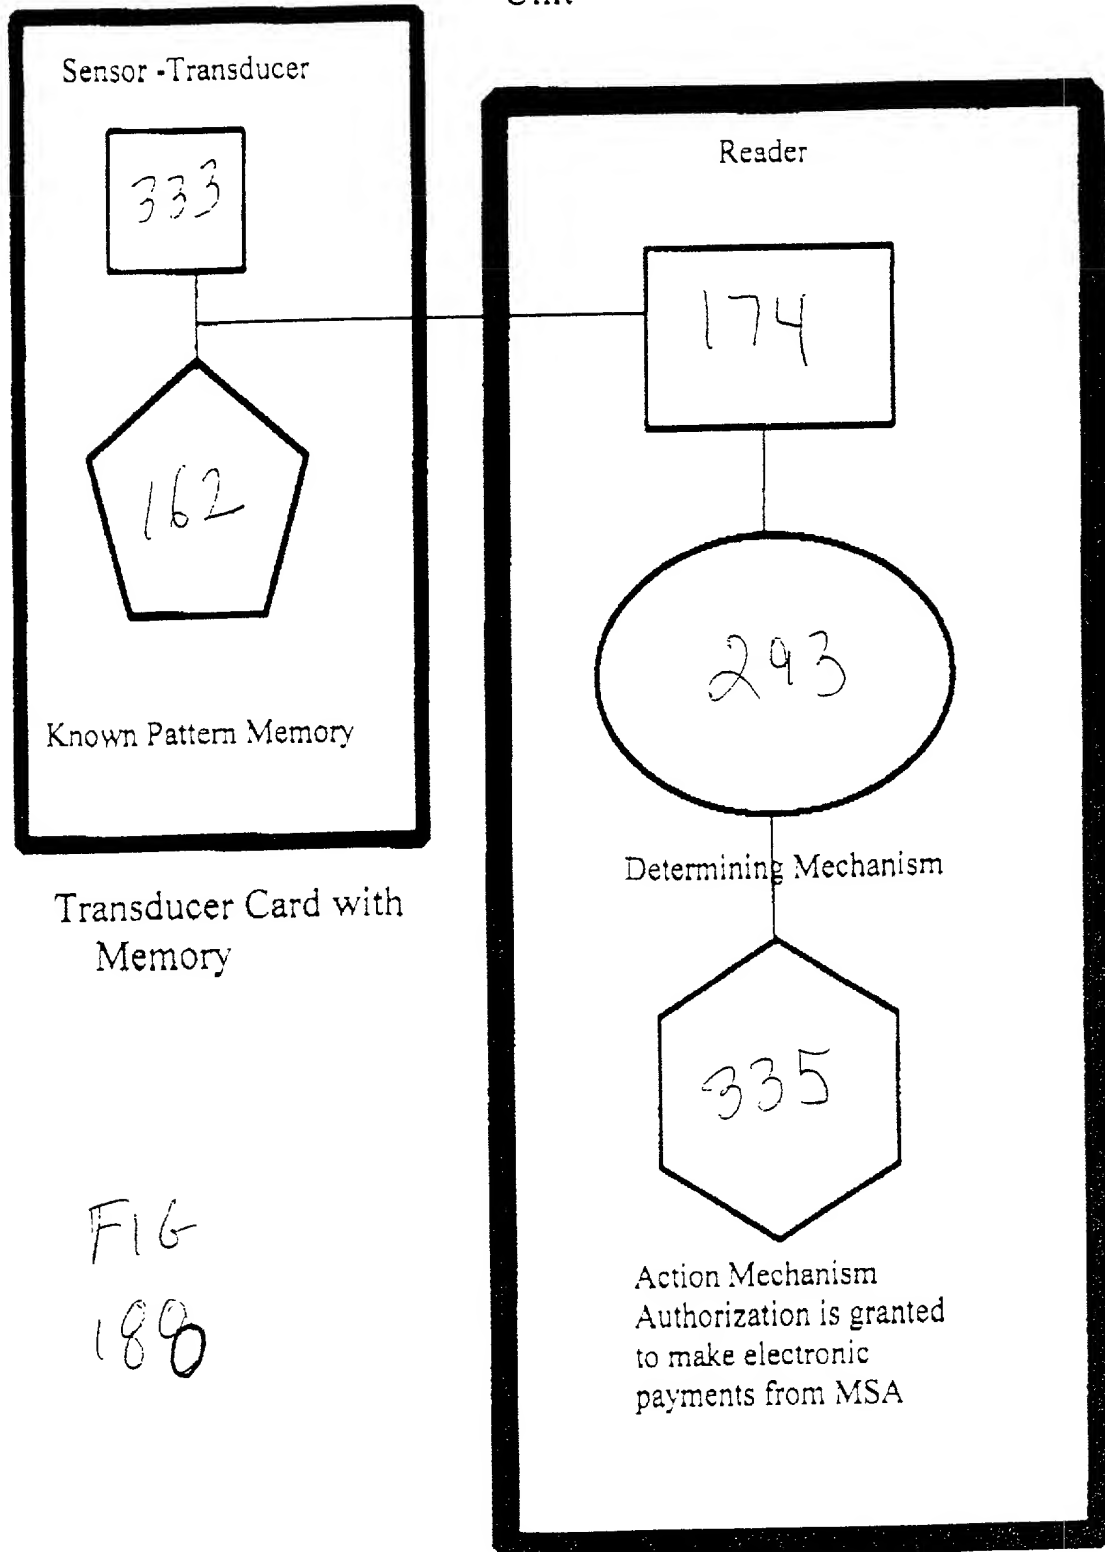 Unit
Sensor -Transducer
333
162
Known Pattern Memory
Transducer Card with
Memory
Reader
174
293
Determining Mechanism
335
Action Mechanism
Authorization is granted
to make electronic
payments from MSA
FIG
188